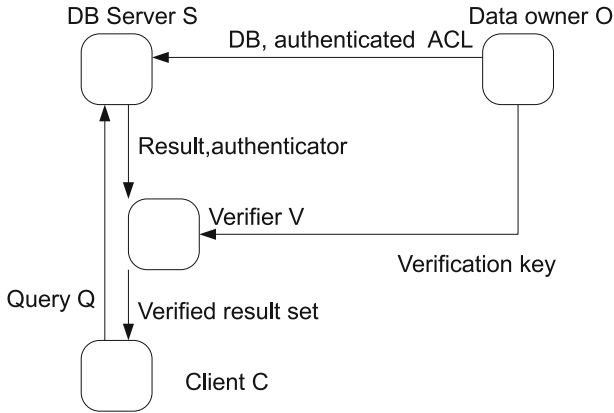 DB Server S
Data owner O
DB, authenticated ACL
Result,authenticator
Verifier V
Verification key
Query Q
Verified result set
Client C